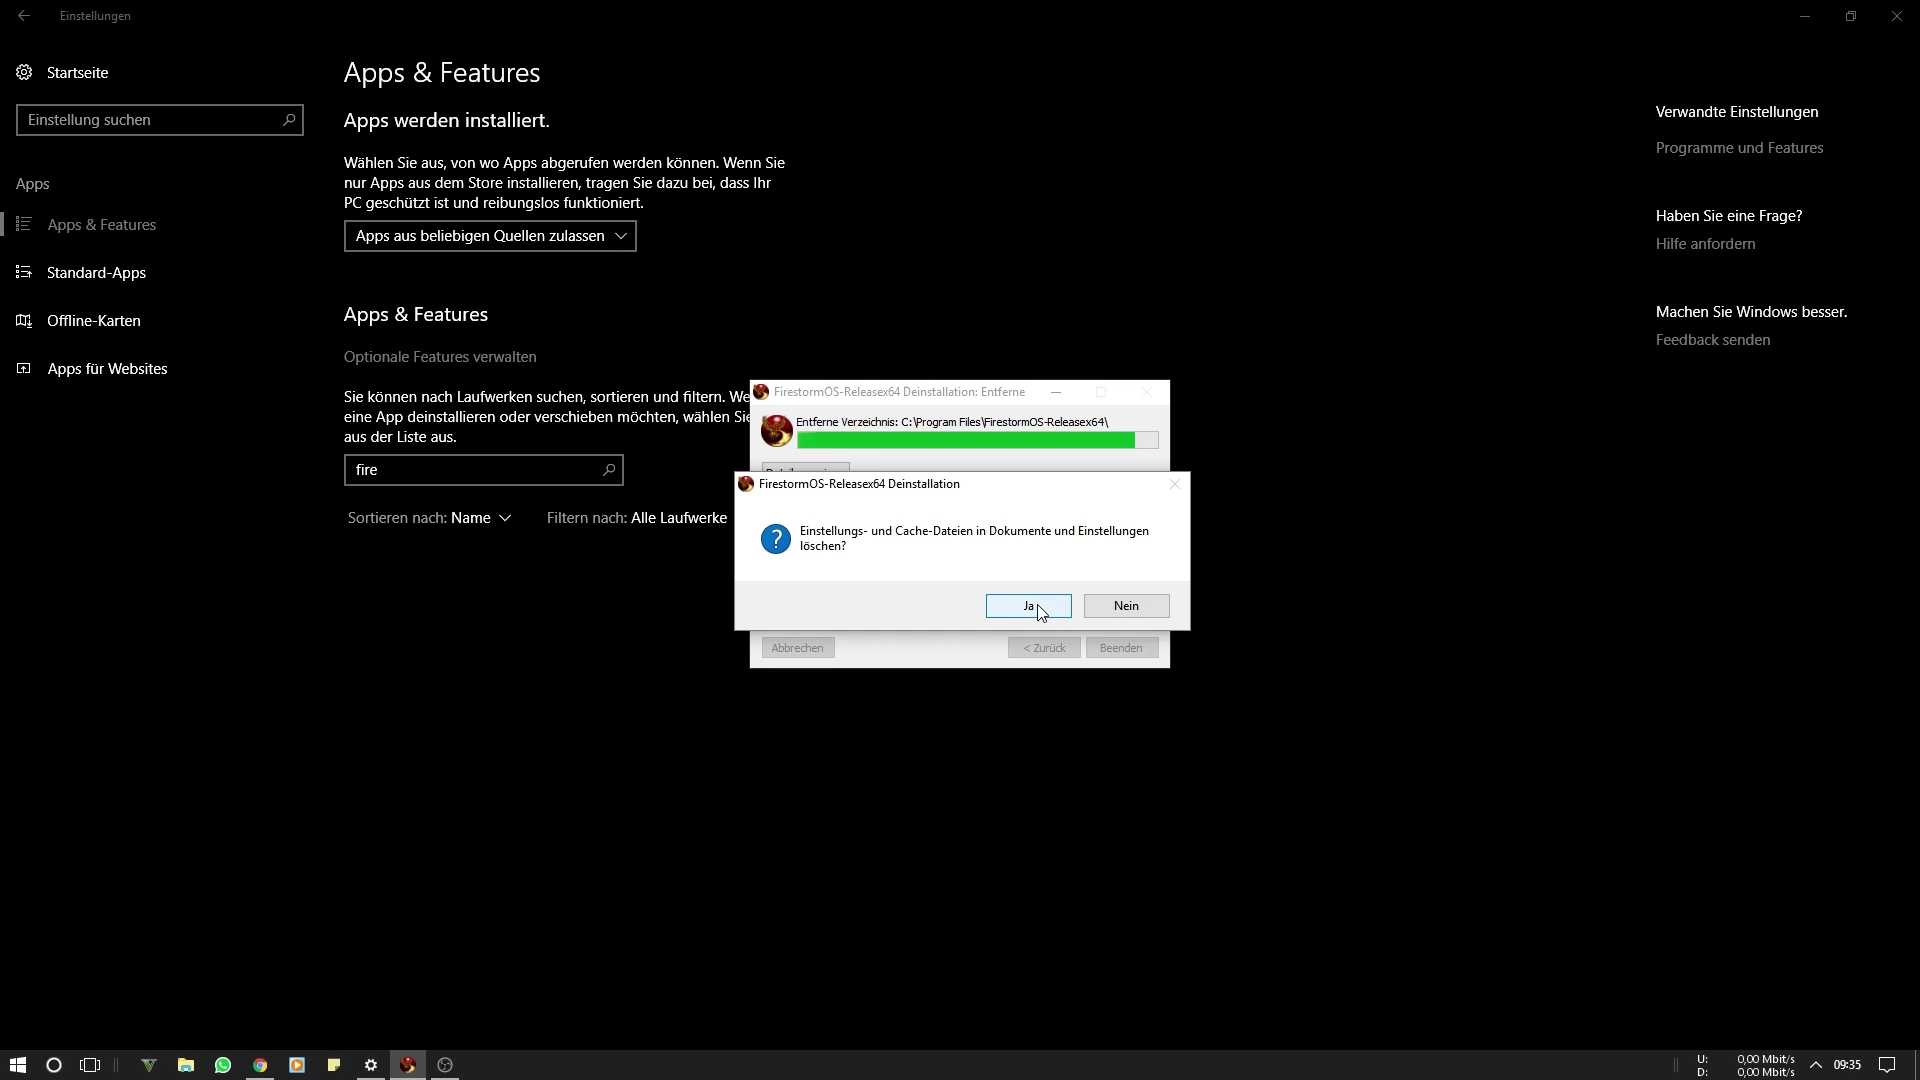 Einstellungen
Startseite
Einstellung suchen
Apps
Apps & Features
Standard-Apps
Offline-Karten
Apps für Websites
Apps & Features
Apps werden installiert.
Wählen Sie aus, von wo Apps abgerufen werden können. Wenn Sie
nur Apps aus dem Store installieren, tragen Sie dazu bei, dass Ihr
PC geschützt ist und reibungslos funktioniert.
Apps aus beliebigen Quellen zulassen
Apps & Features
Optionale Features verwalten
Sie können nach Laufwerken suchen, sortieren und filtern. We
eine App deinstallieren oder verschieben möchten, wählen Sie
aus der Liste aus.
fire
Sortieren nach: Name
Filtern nach: Alle Laufwerke
FirestormOS-Releasex64 Deinstallation: Entferne
Entferne Verzeichnis: C:\Program Files\FirestormOS-Releasex64\
FirestormOS-Releasex64 Deinstallation
Einstellungs- und Cache-Dateien in Dokumente und Einstellungen
löschen?
Ja
Nein
Abbrechen
< Zurück
Beenden
Verwandte Einstellungen
Programme und Features
Haben Sie eine Frage?
Hilfe anfordern
Machen Sie Windows besser.
Feedback senden
U: 0,00 Mbit/s
D: 0,00 Mbit/s
09:35